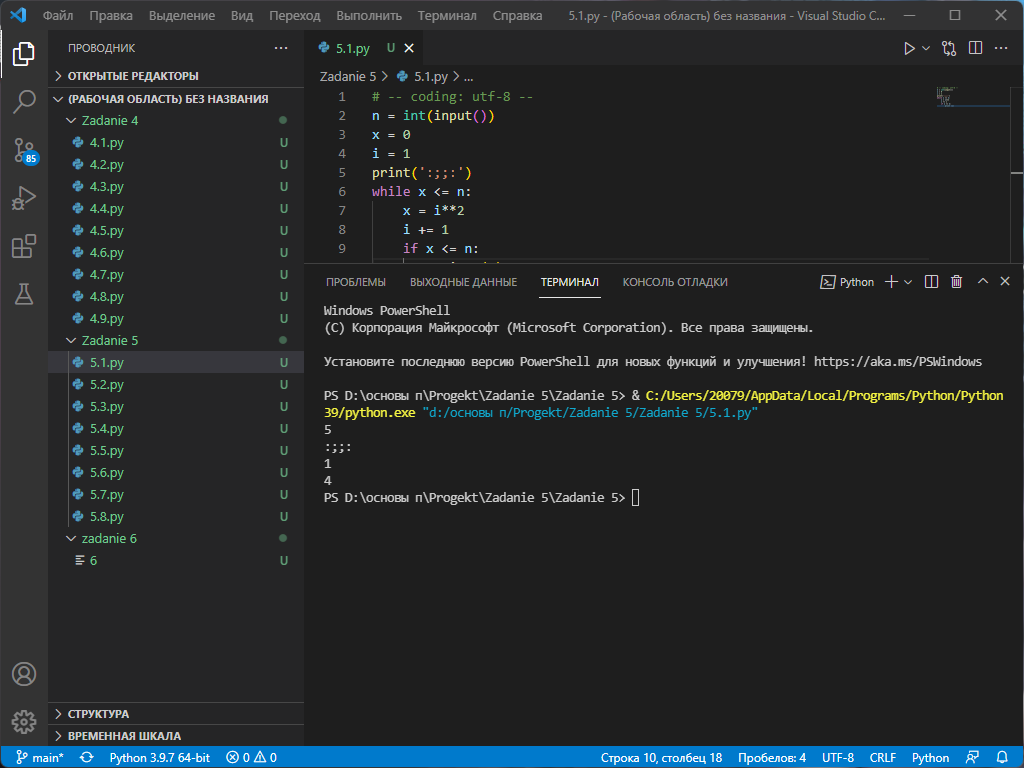 Файл Правка Выделение Вид Переход Выполнить Терминал Справка 5.1.py - (Рабочая область) без названия - Visual Studio C...
ПРОВОДНИК
ОТКРЫТЫЕ РЕДАКТОРЫ
(РАБОЧАЯ ОБЛАСТЬ) БЕЗ НАЗВАНИЯ
Zadanie 4
4.1.py U
4.2.py U
4.3.py U
4.4.py U
4.5.py U
4.6.py U
4.7.py U
4.8.py U
4.9.py U
Zadanie 5
5.1.py U
5.2.py U
5.3.py U
5.4.py U
5.5.py U
5.6.py U
5.7.py U
5.8.py U
zadanie 6
6 U
СТРУКТУРА
ВРЕМЕННАЯ ШКАЛА
85
5.1.py U
Zadanie 5 > 5.1.py > ...
1 # -- coding: utf-8 --
2 n = int(input())
3 x = 0
4 i = 1
5 print(':;;:')
6 while x <= n:
7 x = i**2
8 i += 1
9 if x <= n:
ПРОБЛЕМЫ ВЫХОДНЫЕ ДАННЫЕ ТЕРМИНАЛ КОНСОЛЬ ОТЛАДКИ Python
Windows PowerShell
(C) Корпорация Майкрософт (Microsoft Corporation). Все права защищены.
Установите последнюю версию PowerShell для новых функций и улучшения! https://aka.ms/PSWindows
PS D:\основы п\Progekt\Zadanie 5\Zadanie 5> & C:/Users/20079/AppData/Local/Programs/Python/Python
39/python.exe "d:/основы п/Progekt/Zadanie 5/Zadanie 5/5.1.py"
5
:;;:
1
4
PS D:\основы п\Progekt\Zadanie 5\Zadanie 5>
main* Python 3.9.7 64-bit 0 0 Строка 10, столбец 18 Пробелов: 4 UTF-8 CRLF Python